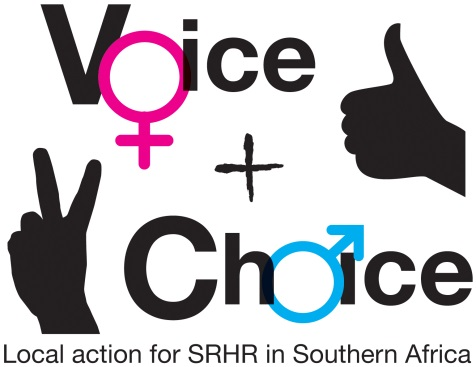 Voice
+
Choice
Local action for SRHR in Southern Africa